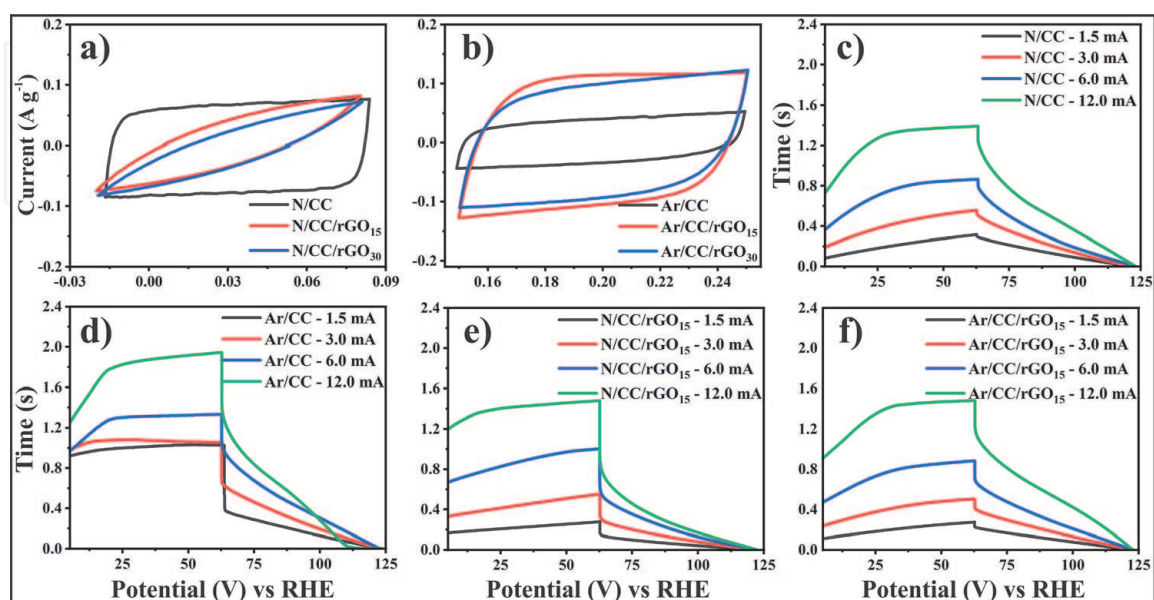 a)
0.2
0.1
0.0
-0.1
-0.2
Current (A g⁻¹)
N/CC
N/CC/rGO₁₅
N/CC/rGO₃₀
-0.03 0.00 0.03 0.06 0.09
b)
0.2
0.1
0.0
-0.1
-0.2
Ar/CC
Ar/CC/rGO₁₅
Ar/CC/rGO₃₀
0.16 0.18 0.20 0.22 0.24
c)
2.4
2.0
1.6
1.2
0.8
0.4
0.0
Time (s)
N/CC - 1.5 mA
N/CC - 3.0 mA
N/CC - 6.0 mA
N/CC - 12.0 mA
25 50 75 100 125
d)
2.4
2.0
1.6
1.2
0.8
0.4
0.0
Time (s)
Ar/CC - 1.5 mA
Ar/CC - 3.0 mA
Ar/CC - 6.0 mA
Ar/CC - 12.0 mA
25 50 75 100 125
Potential (V) vs RHE
e)
2.4
2.0
1.6
1.2
0.8
0.4
0.0
N/CC/rGO₁₅ - 1.5 mA
N/CC/rGO₁₅ - 3.0 mA
N/CC/rGO₁₅ - 6.0 mA
N/CC/rGO₁₅ - 12.0 mA
25 50 75 100 125
Potential (V) vs RHE
f)
2.4
2.0
1.6
1.2
0.8
0.4
0.0
Ar/CC/rGO₁₅ - 1.5 mA
Ar/CC/rGO₁₅ - 3.0 mA
Ar/CC/rGO₁₅ - 6.0 mA
Ar/CC/rGO₁₅ - 12.0 mA
25 50 75 100 125
Potential (V) vs RHE